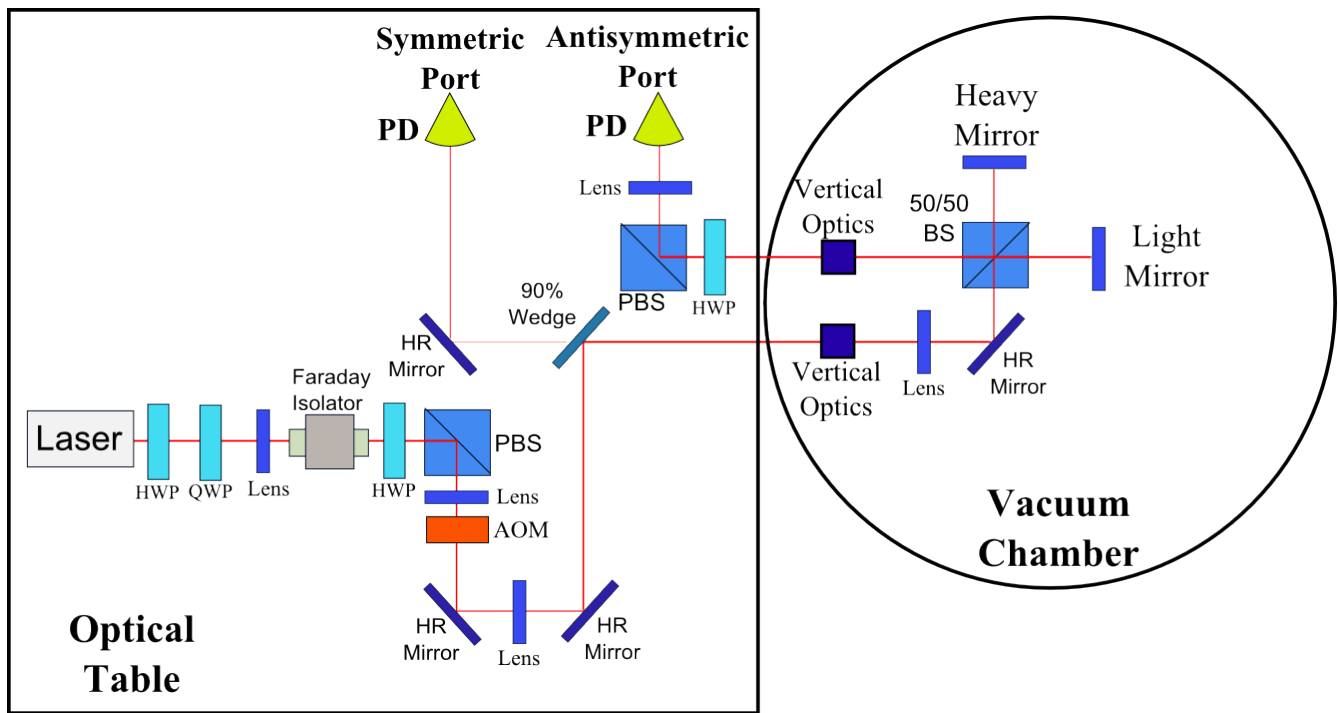 Symmetric
Port
PD
Antisymmetric
Port
PD
Lens
PBS
HWP
90%
Wedge
HR
Mirror
Faraday
Isolator
Laser
HWP
QWP
Lens
HWP
PBS
Lens
AOM
HR
Mirror
Lens
HR
Mirror
Optical
Table
Heavy
Mirror
Vertical
Optics
50/50
BS
Light
Mirror
Vertical
Optics
Lens
HR
Mirror
Vacuum
Chamber